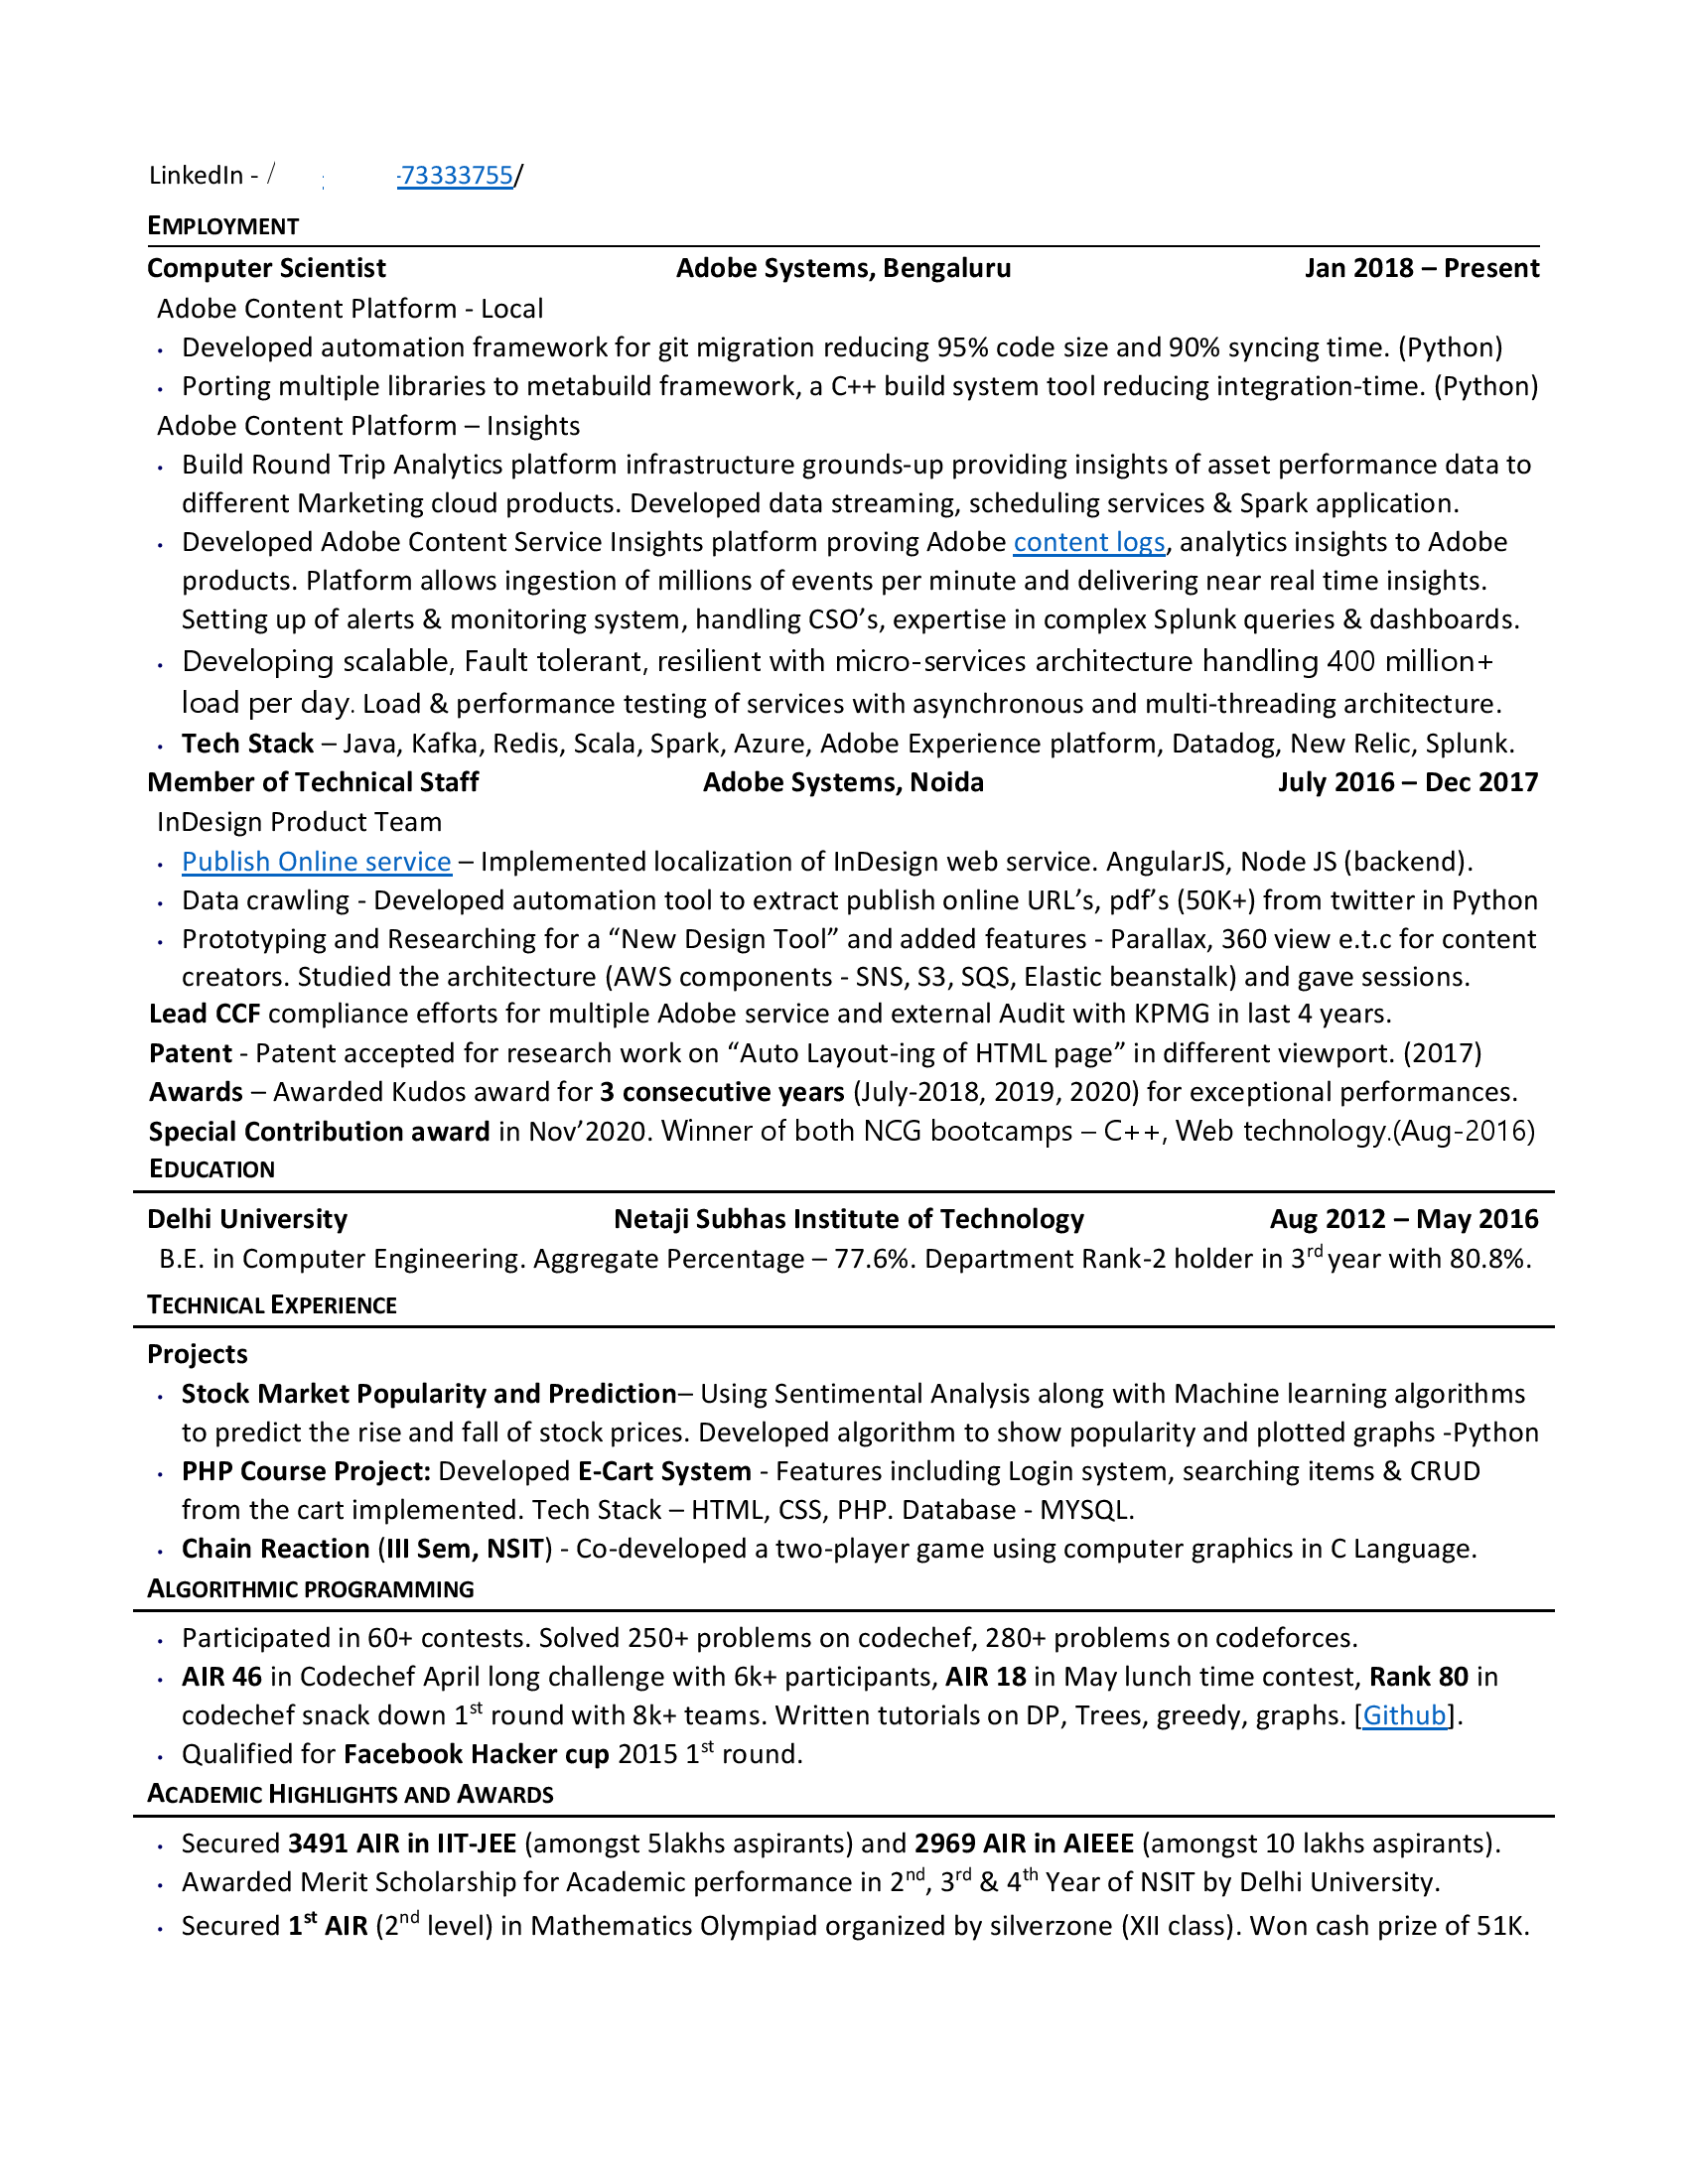 LinkedIn - / -73333755/
EMPLOYMENT
Computer Scientist Adobe Systems, Bengaluru Jan 2018 – Present
Adobe Content Platform - Local
• Developed automation framework for git migration reducing 95% code size and 90% syncing time. (Python)
• Porting multiple libraries to metabuild framework, a C++ build system tool reducing integration-time. (Python)
Adobe Content Platform – Insights
• Build Round Trip Analytics platform infrastructure grounds-up providing insights of asset performance data to
different Marketing cloud products. Developed data streaming, scheduling services & Spark application.
• Developed Adobe Content Service Insights platform proving Adobe content logs, analytics insights to Adobe
products. Platform allows ingestion of millions of events per minute and delivering near real time insights.
Setting up of alerts & monitoring system, handling CSO’s, expertise in complex Splunk queries & dashboards.
• Developing scalable, Fault tolerant, resilient with micro-services architecture handling 400 million+
load per day. Load & performance testing of services with asynchronous and multi-threading architecture.
• Tech Stack – Java, Kafka, Redis, Scala, Spark, Azure, Adobe Experience platform, Datadog, New Relic, Splunk.
Member of Technical Staff Adobe Systems, Noida July 2016 – Dec 2017
InDesign Product Team
• Publish Online service – Implemented localization of InDesign web service. AngularJS, Node JS (backend).
• Data crawling - Developed automation tool to extract publish online URL’s, pdf’s (50K+) from twitter in Python
• Prototyping and Researching for a “New Design Tool” and added features - Parallax, 360 view e.t.c for content
creators. Studied the architecture (AWS components - SNS, S3, SQS, Elastic beanstalk) and gave sessions.
Lead CCF compliance efforts for multiple Adobe service and external Audit with KPMG in last 4 years.
Patent - Patent accepted for research work on “Auto Layout-ing of HTML page” in different viewport. (2017)
Awards – Awarded Kudos award for 3 consecutive years (July-2018, 2019, 2020) for exceptional performances.
Special Contribution award in Nov’2020. Winner of both NCG bootcamps – C++, Web technology.(Aug-2016)
EDUCATION
Delhi University Netaji Subhas Institute of Technology Aug 2012 – May 2016
B.E. in Computer Engineering. Aggregate Percentage – 77.6%. Department Rank-2 holder in 3rd year with 80.8%.
TECHNICAL EXPERIENCE
Projects
• Stock Market Popularity and Prediction– Using Sentimental Analysis along with Machine learning algorithms
to predict the rise and fall of stock prices. Developed algorithm to show popularity and plotted graphs -Python
• PHP Course Project: Developed E-Cart System - Features including Login system, searching items & CRUD
from the cart implemented. Tech Stack – HTML, CSS, PHP. Database - MYSQL.
• Chain Reaction (III Sem, NSIT) - Co-developed a two-player game using computer graphics in C Language.
ALGORITHMIC PROGRAMMING
• Participated in 60+ contests. Solved 250+ problems on codechef, 280+ problems on codeforces.
• AIR 46 in Codechef April long challenge with 6k+ participants, AIR 18 in May lunch time contest, Rank 80 in
codechef snack down 1st round with 8k+ teams. Written tutorials on DP, Trees, greedy, graphs. [Github].
• Qualified for Facebook Hacker cup 2015 1st round.
ACADEMIC HIGHLIGHTS AND AWARDS
• Secured 3491 AIR in IIT-JEE (amongst 5lakhs aspirants) and 2969 AIR in AIEEE (amongst 10 lakhs aspirants).
• Awarded Merit Scholarship for Academic performance in 2nd, 3rd & 4th Year of NSIT by Delhi University.
• Secured 1st AIR (2nd level) in Mathematics Olympiad organized by silverzone (XII class). Won cash prize of 51K.